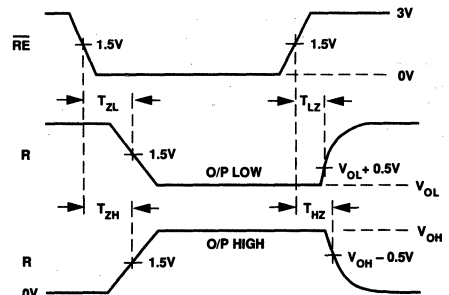 3V
RE
1.5V
1.5V
0V
TZL
TLZ
R
1.5V
O/P LOW
VOL + 0.5V
VOL
TZH
THZ
VOH
O/P HIGH
R
1.5V
VOH − 0.5V
0V